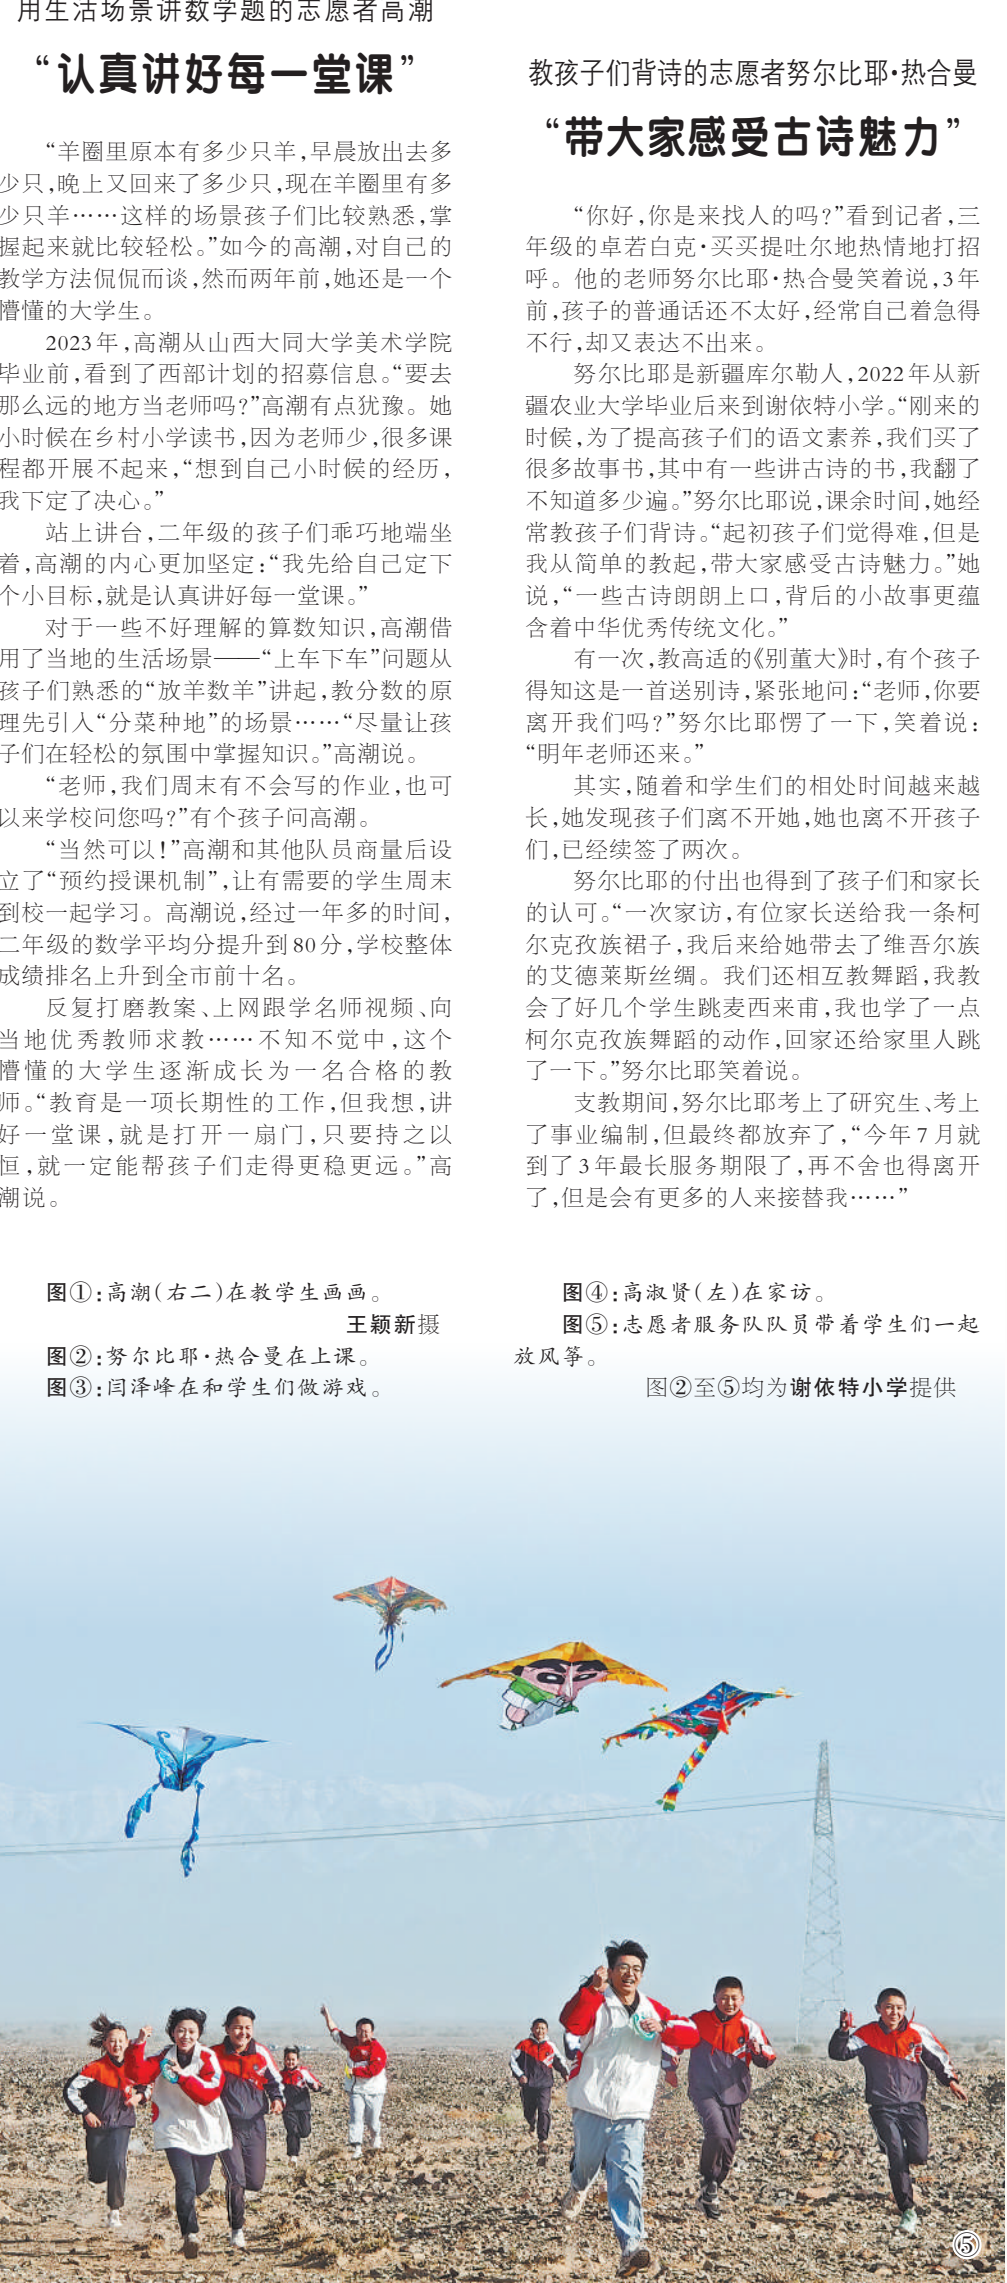 用生活场景讲数学题的志愿者高潮
“认真讲好每一堂课”
“羊圈里原本有多少只羊,早晨放出去多
少只,晚上又回来了多少只,现在羊圈里有多
少只羊……这样的场景孩子们比较熟悉,掌
握起来就比较轻松。”如今的高潮,对自己的
教学方法侃侃而谈,然而两年前,她还是一个
懵懂的大学生。
2023年,高潮从山西大同大学美术学院
毕业前,看到了西部计划的招募信息。“要去
那么远的地方当老师吗?”高潮有点犹豫。她
小时候在乡村小学读书,因为老师少,很多课
程都开展不起来,“想到自己小时候的经历,
我下定了决心。”
站上讲台,二年级的孩子们乖巧地端坐
着,高潮的内心更加坚定:“我先给自己定下
个小目标,就是认真讲好每一堂课。”
对于一些不好理解的算数知识,高潮借
用了当地的生活场景——“上车下车”问题从
孩子们熟悉的“放羊数羊”讲起,教分数的原
理先引入“分菜种地”的场景……“尽量让孩
子们在轻松的氛围中掌握知识。”高潮说。
“老师,我们周末有不会写的作业,也可
以来学校问您吗?”有个孩子问高潮。
“当然可以!”高潮和其他队员商量后设
立了“预约授课机制”,让有需要的学生周末
到校一起学习。高潮说,经过一年多的时间,
二年级的数学平均分提升到80分,学校整体
成绩排名上升到全市前十名。
反复打磨教案、上网跟学名师视频、向
当地优秀教师求教……不知不觉中,这个
懵懂的大学生逐渐成长为一名合格的教
师。“教育是一项长期性的工作,但我想,讲
好一堂课,就是打开一扇门,只要持之以
恒,就一定能帮孩子们走得更稳更远。”高
潮说。
教孩子们背诗的志愿者努尔比耶·热合曼
“带大家感受古诗魅力”
“你好,你是来找人的吗?”看到记者,三
年级的卓若白克·买买提吐尔地热情地打招
呼。他的老师努尔比耶·热合曼笑着说,3年
前,孩子的普通话还不太好,经常自己着急得
不行,却又表达不出来。
努尔比耶是新疆库尔勒人,2022年从新
疆农业大学毕业后来到谢依特小学。“刚来的
时候,为了提高孩子们的语文素养,我们买了
很多故事书,其中有一些讲古诗的书,我翻了
不知道多少遍。”努尔比耶说,课余时间,她经
常教孩子们背诗。“起初孩子们觉得难,但是
我从简单的教起,带大家感受古诗魅力。”她
说,“一些古诗朗朗上口,背后的小故事更蕴
含着中华优秀传统文化。”
有一次,教高适的《别董大》时,有个孩子
得知这是一首送别诗,紧张地问:“老师,你要
离开我们吗?”努尔比耶愣了一下,笑着说:
“明年老师还来。”
其实,随着和学生们的相处时间越来越
长,她发现孩子们离不开她,她也离不开孩子
们,已经续签了两次。
努尔比耶的付出也得到了孩子们和家长
的认可。“一次家访,有位家长送给我一条柯
尔克孜族裙子,我后来给她带去了维吾尔族
的艾德莱斯丝绸。我们还相互教舞蹈,我教
会了好几个学生跳麦西来甫,我也学了一点
柯尔克孜族舞蹈的动作,回家还给家里人跳
了一下。”努尔比耶笑着说。
支教期间,努尔比耶考上了研究生、考上
了事业编制,但最终都放弃了,“今年7月就
到了3年最长服务期限了,再不舍也得离开
了,但是会有更多的人来接替我……”
图①:高潮(右二)在教学生画画。
王颖新摄
图②:努尔比耶·热合曼在上课。
图③:闫泽峰在和学生们做游戏。
图④:高淑贤(左)在家访。
图⑤:志愿者服务队队员带着学生们一起
放风筝。
图②至⑤均为谢依特小学提供
⑤